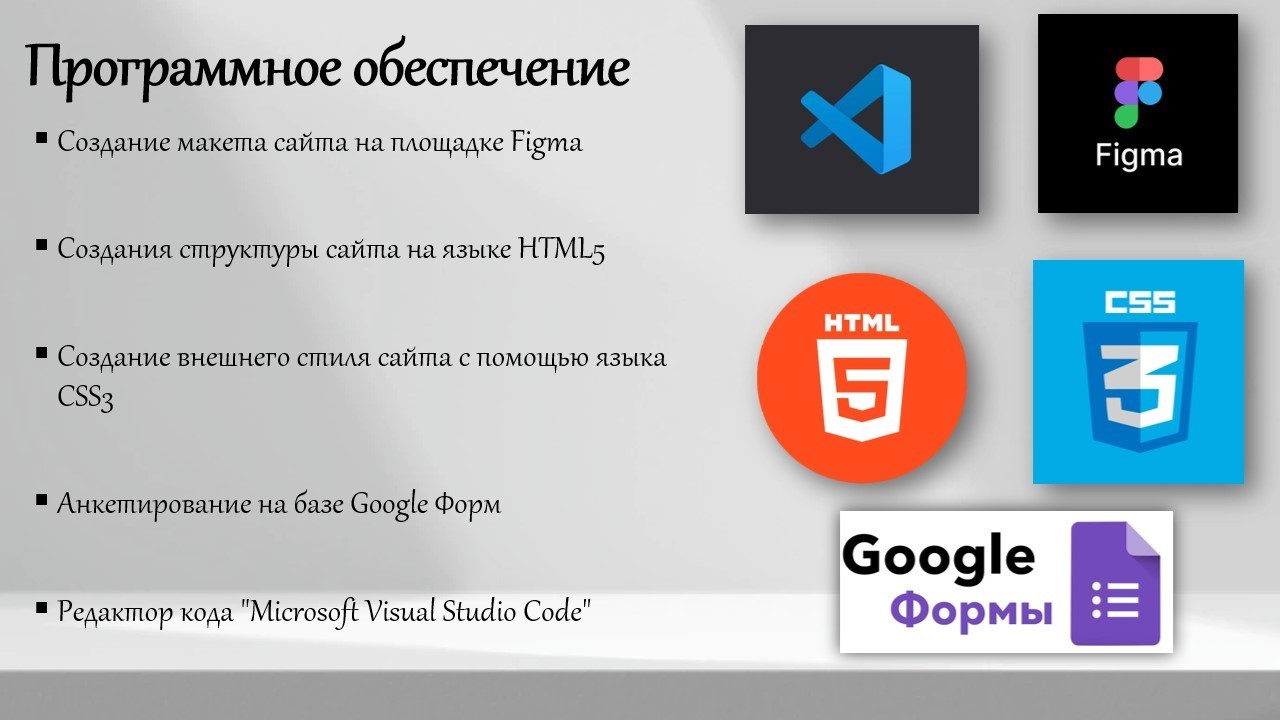 Программное обеспечение
Создание макета сайта на площадке Figma
Создания структуры сайта на языке HTML5
Создание внешнего стиля сайта с помощью языка
CSS3
Анкетирование на базе Google Форм
Редактор кода "Microsoft Visual Studio Code"
Figma
HTML
5
CSS
3
Google
Формы